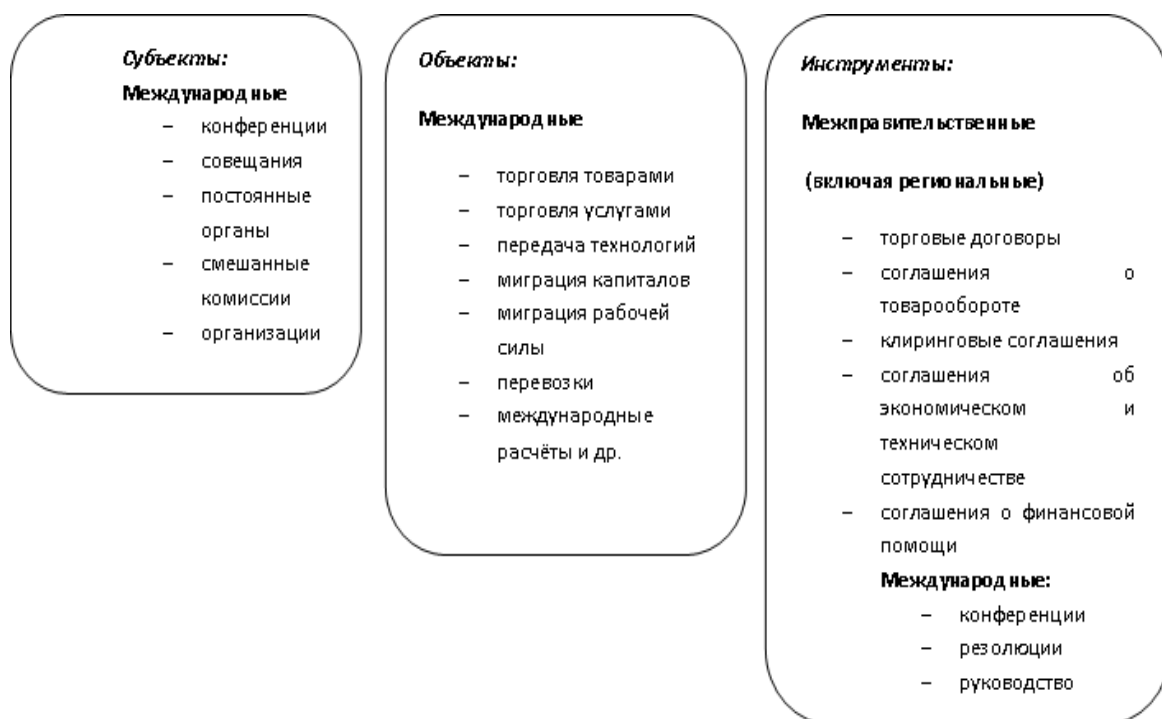 Субъекты:
Международные
– конференции
– совещания
– постоянные
органы
– смешанные
комиссии
– организации
Объекты:
Международные
– торговля товарами
– торговля услугами
– передача технологий
– миграция капиталов
– миграция рабочей
силы
– перевозки
– международные
расчёты и др.
Инструменты:
Межправительственные
(включая региональные)
– торговые договоры
– соглашения о
товарообороте
– клиринговые соглашения
– соглашения об
экономическом и
техническом
сотрудничестве
– соглашения о финансовой
помощи
Международные:
– конференции
– резолюции
– руководство